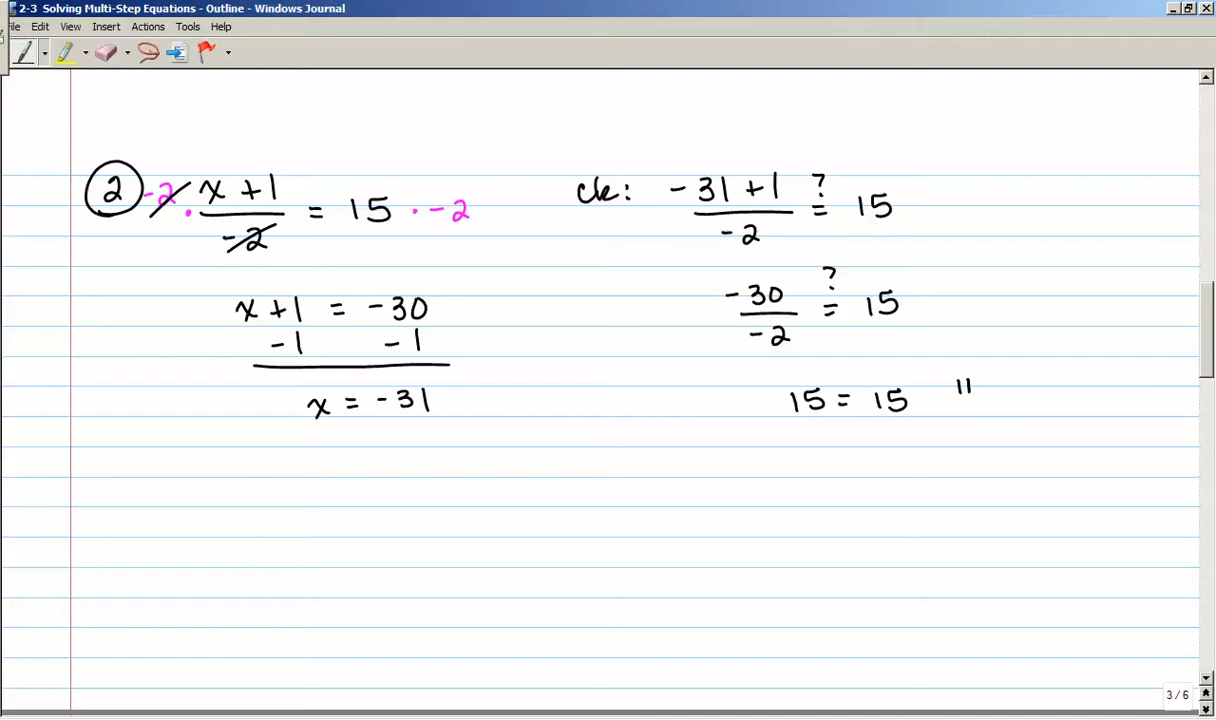 2-3 Solving Multi-Step Equations - Outline - Windows Journal
File Edit View Insert Actions Tools Help
② -2 · (x + 1)/(-2) = 15 · -2
x + 1 = -30
-1 -1
x = -31
ck: (-31 + 1)/(-2) ≟ 15
(-30)/(-2) ≟ 15
15 = 15 "
3 / 6